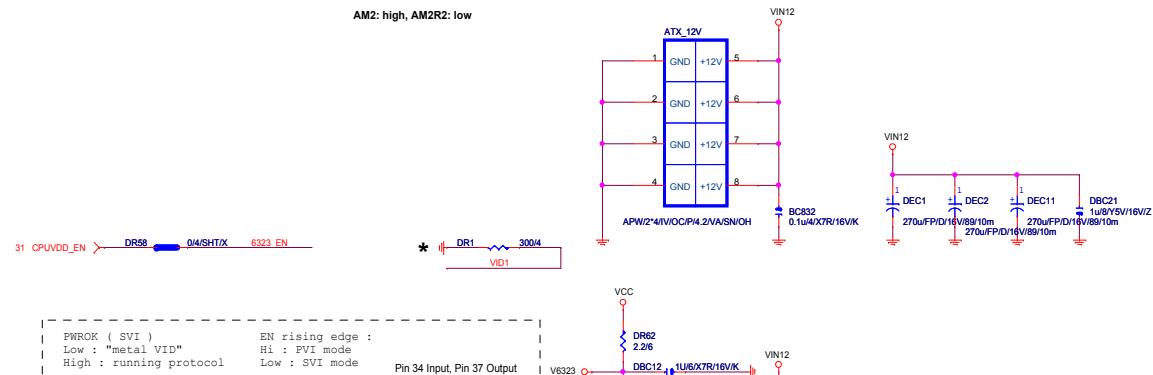 AM2: high, AM2R2: low
VIN12
ATX_12V
1 GND +12V 5
2 GND +12V 6
3 GND +12V 7
4 GND +12V 8
APW/2*4/IV/OC/P/4.2/VA/SN/OH
BC832
0.1u/4/X7R/16V/K
VIN12
1 1 1
+ + +
DEC1 DEC2 DEC11 DBC21
270u/FP/D/16V/89/10m 270u/FP/D/16V/89/10m 1u/8/Y5V/16V/Z
270u/FP/D/16V/89/10m
31 CPUVDD_EN DR58 0/4/SHT/X 6323_EN
* DR1 300/4
VID1
VCC
DR62
2.2/6
PWROK ( SVI ) EN rising edge :
Low : "metal VID" Hi : PVI mode
High : running protocol Low : SVI mode
Pin 34 Input, Pin 37 Output
V6323 DBC12 1U/6/X7R/16V/K
VIN12